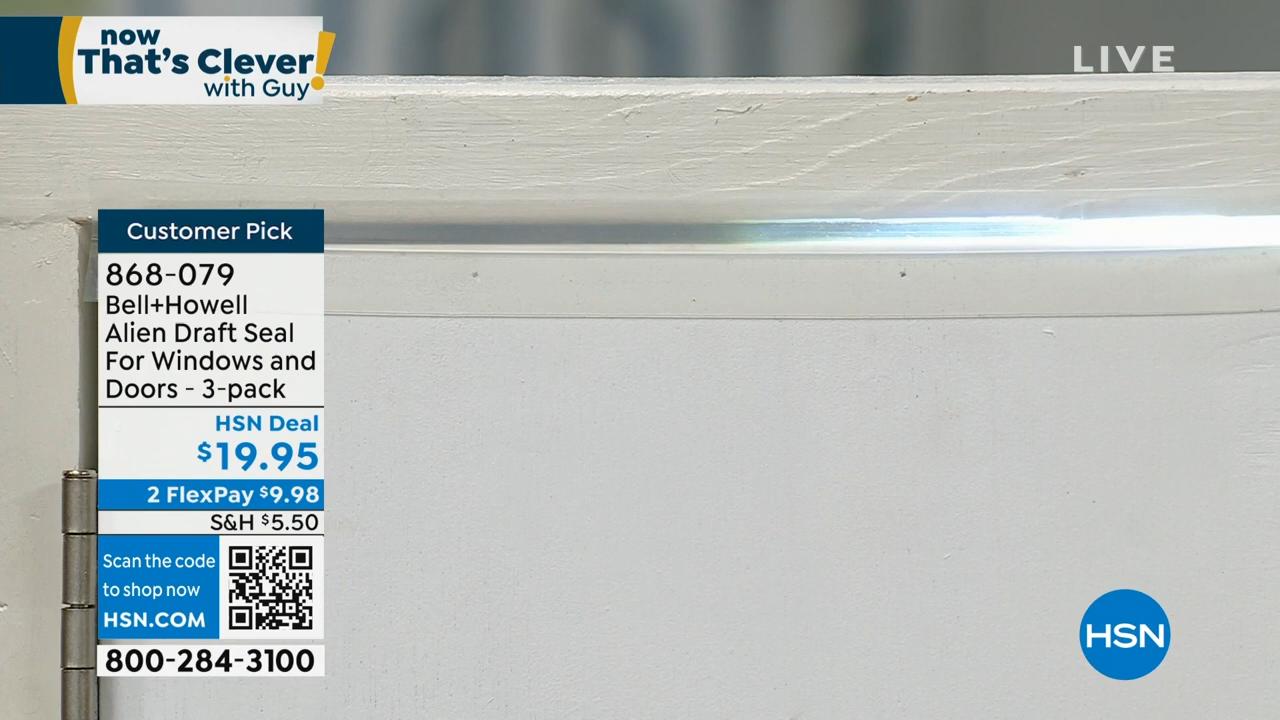 now
That's Clever!
with Guy
LIVE
Customer Pick
868-079
Bell+Howell
Alien Draft Seal
For Windows and
Doors - 3-pack
HSN Deal
$19.95
2 FlexPay $9.98
S&H $5.50
Scan the code
to shop now
HSN.COM
800-284-3100
HSN